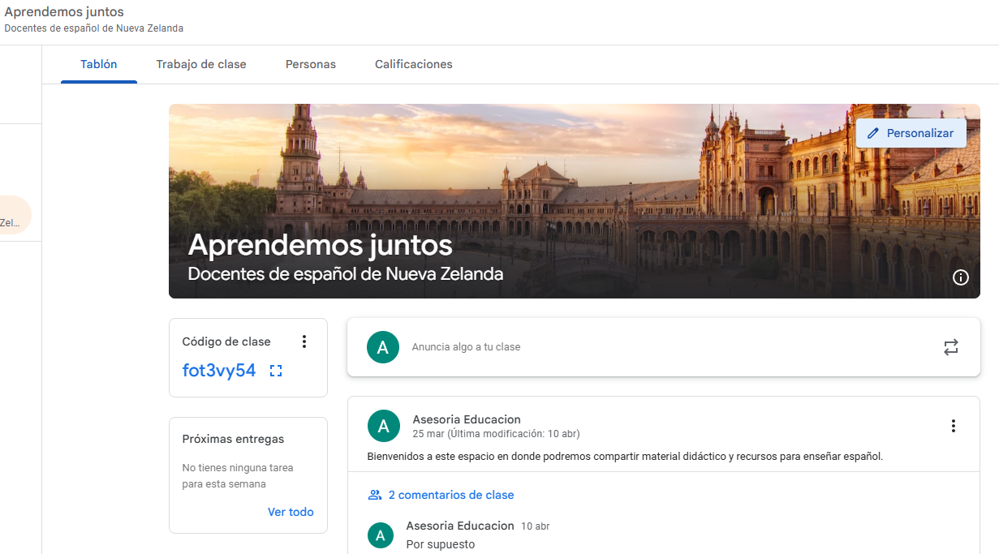 Aprendemos juntos
Docentes de español de Nueva Zelanda
Tablón
Trabajo de clase
Personas
Calificaciones
Zel...
Personalizar
Aprendemos juntos
Docentes de español de Nueva Zelanda
Código de clase
fot3vy54
Próximas entregas
No tienes ninguna tarea
para esta semana
Ver todo
A
Anuncia algo a tu clase
A
Asesoria Educacion
25 mar (Última modificación: 10 abr)
Bienvenidos a este espacio en donde podremos compartir material didáctico y recursos para enseñar español.
2 comentarios de clase
A
Asesoria Educacion 10 abr
Por supuesto